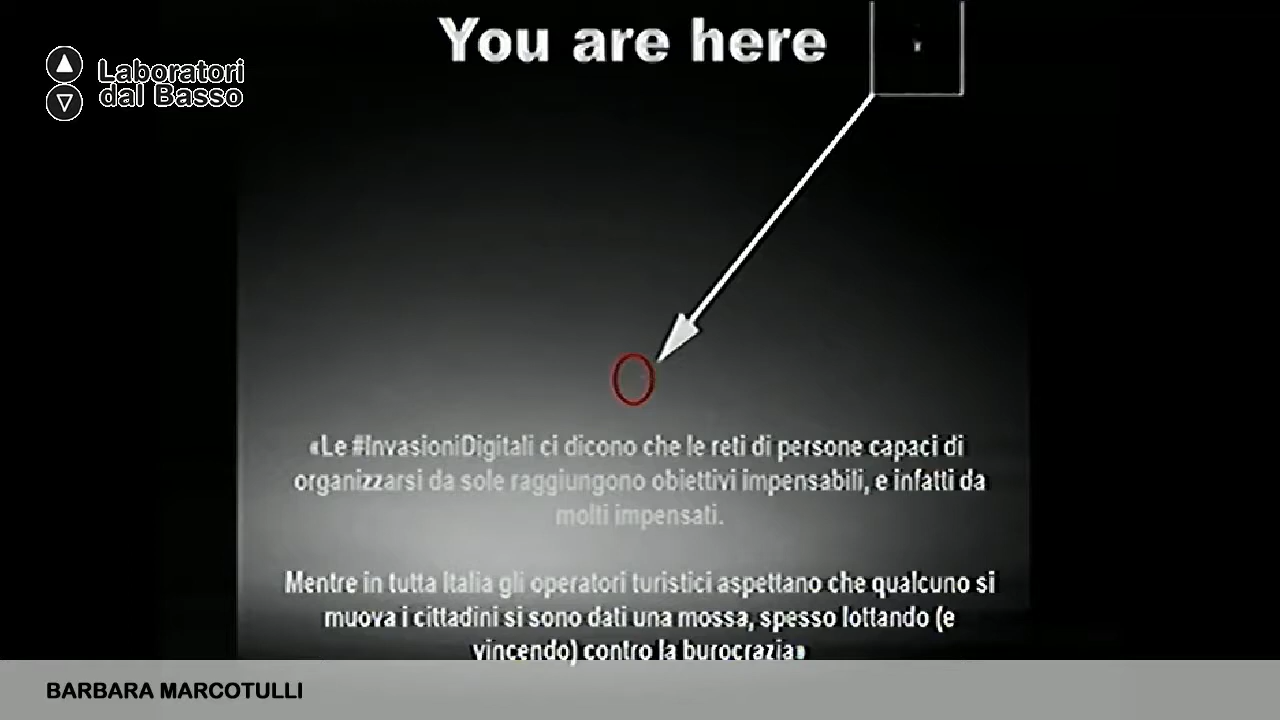 You are here
Laboratori
dal Basso
«Le #InvasioniDigitali ci dicono che le reti di persone capaci di
organizzarsi da sole raggiungono obiettivi impensabili, e infatti da
molti impensati.
Mentre in tutta Italia gli operatori turistici aspettano che qualcuno si
muova i cittadini si sono dati una mossa, spesso lottando (e
vincendo) contro la burocrazia»
BARBARA MARCOTULLI